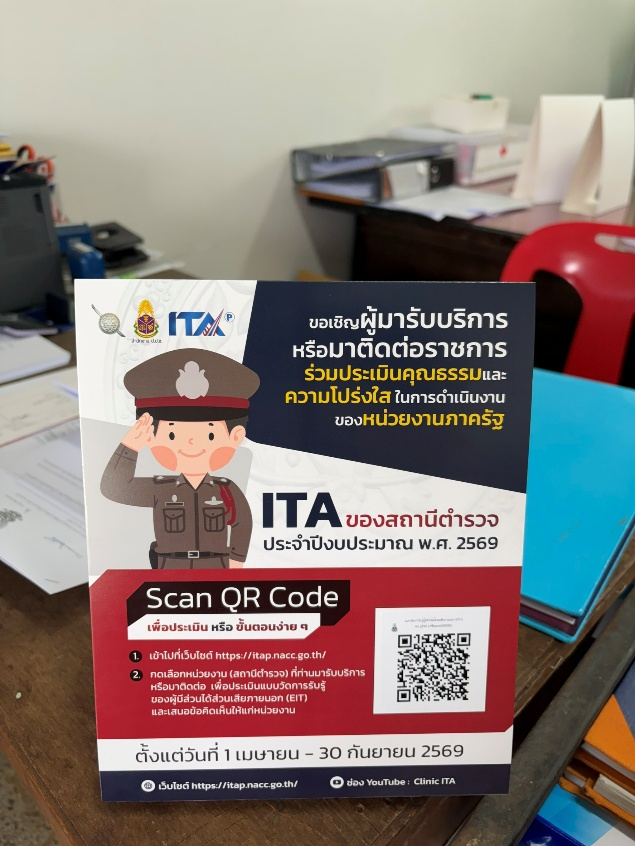 ITA P
สำนักงาน ป.ป.ช.
ขอเชิญผู้มารับบริการ
หรือมาติดต่อราชการ
ร่วมประเมินคุณธรรมและ
ความโปร่งใส ในการดำเนินงาน
ของหน่วยงานภาครัฐ
ITA ของสถานีตำรวจ
ประจำปีงบประมาณ พ.ศ. 2569
Scan QR Code
เพื่อประเมิน หรือ ขั้นตอนง่าย ๆ
1. เข้าไปที่เว็บไซต์ https://itap.nacc.go.th/
2. กดเลือกหน่วยงาน (สถานีตำรวจ) ที่ท่านมารับบริการ
หรือมาติดต่อ เพื่อประเมินแบบวัดการรับรู้
ของผู้มีส่วนได้ส่วนเสียภายนอก (EIT)
และเสนอข้อคิดเห็นให้แก่หน่วยงาน
ตั้งแต่วันที่ 1 เมษายน - 30 กันยายน 2569
เว็บไซต์ https://itap.nacc.go.th/
ช่อง YouTube : Clinic ITA